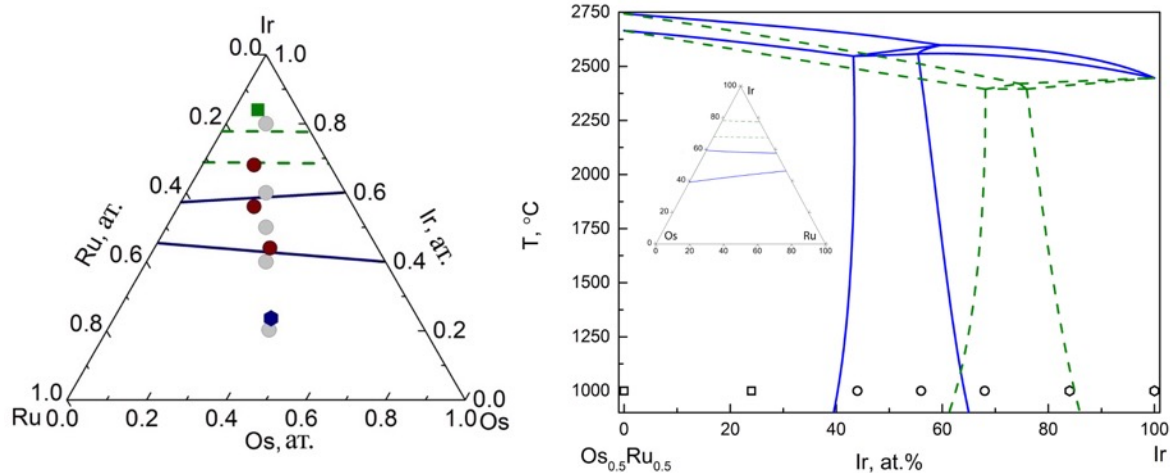 Ir
0.0 1.0
0.2 0.8
0.4 0.6
Ru, ат. Ir, ат.
0.6 0.4
0.8 0.2
1.0 0.0
Ru 0.0 0.2 0.4 0.6 0.8 1.0 Os
Os, ат.
2750
2500
2250
2000
1750
1500
1250
1000
T, °C
100 Ir
80
60
40
20
0 Os Ru
0 20 40 60 80 100
0 20 40 60 80 100
Os0.5Ru0.5 Ir, at.% Ir